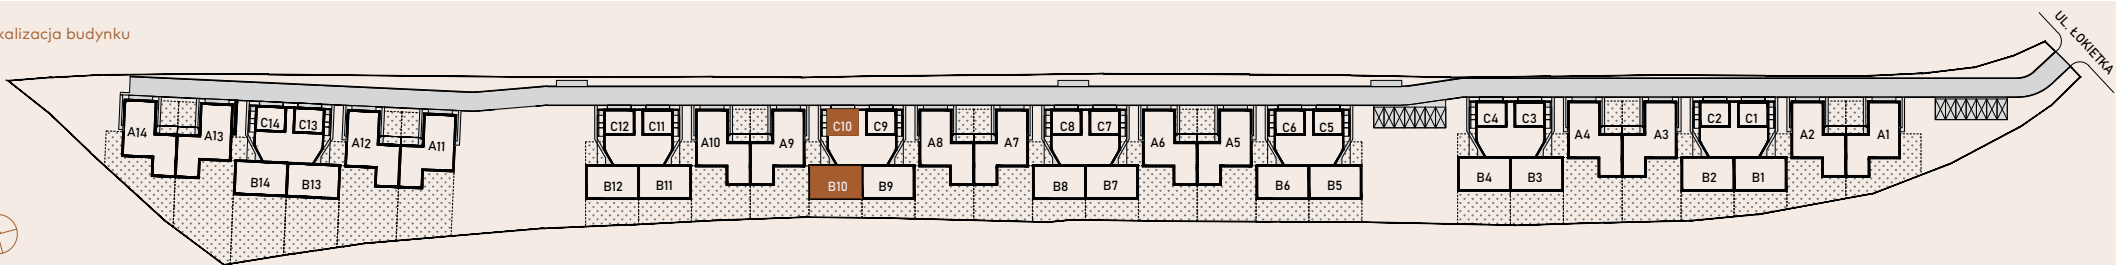 kalizacja budynku
UL. ŁOKIETKA
A14 A13 C14 C13 A12 A11 C12 C11 A10 A9 C10 C9 A8 A7 C8 C7 A6 A5 C6 C5 C4 C3 A4 A3 C2 C1 A2 A1
B14 B13 B12 B11 B10 B9 B8 B7 B6 B5 B4 B3 B2 B1